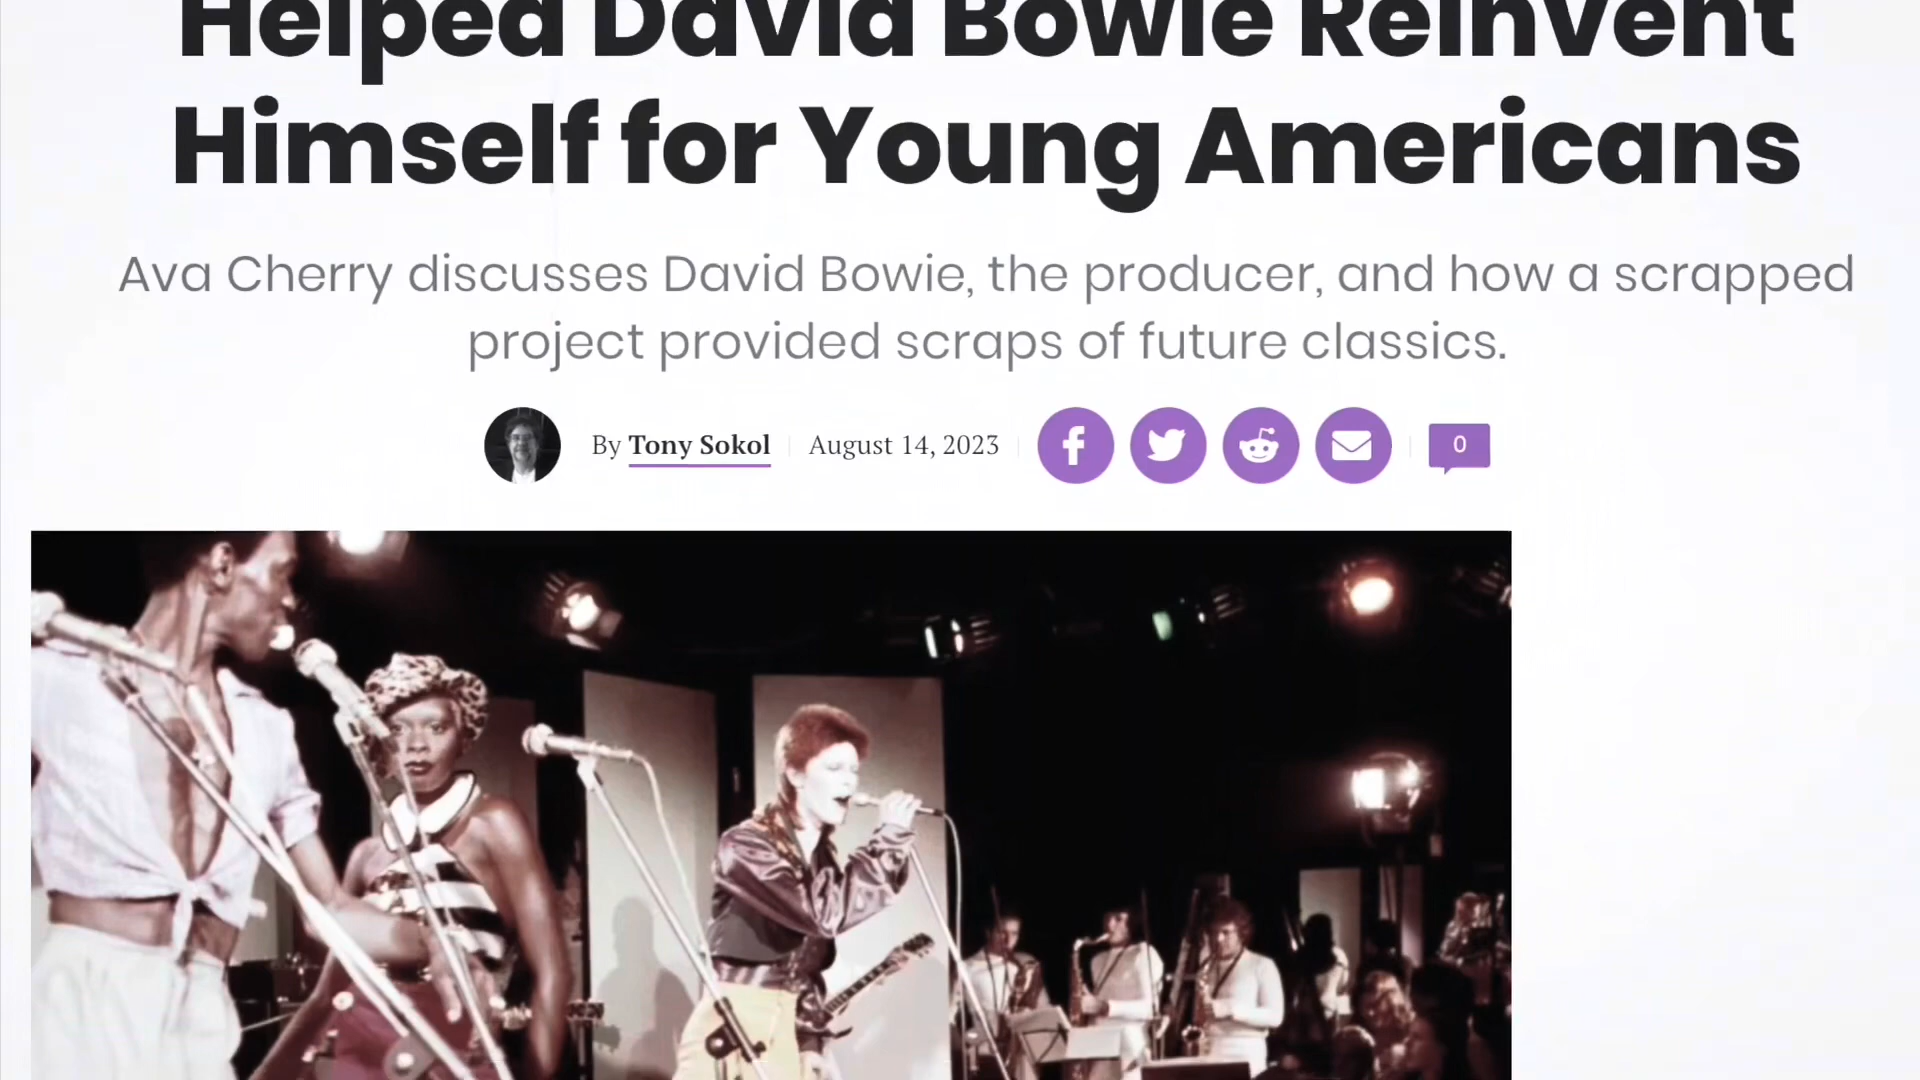 Helped David Bowie Reinvent
Himself for Young Americans
Ava Cherry discusses David Bowie, the producer, and how a scrapped
project provided scraps of future classics.
By Tony Sokol
August 14, 2023
0